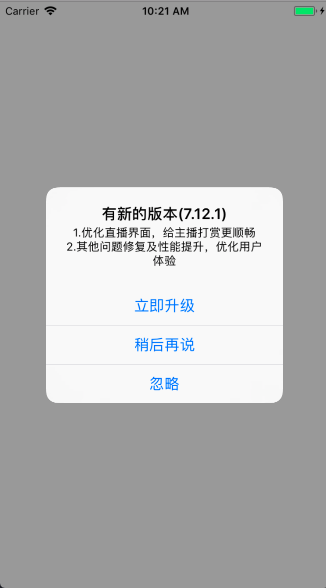 Carrier 10:21 AM
有新的版本(7.12.1)
1.优化直播界面，给主播打赏更顺畅
2.其他问题修复及性能提升，优化用户
体验
立即升级
稍后再说
忽略